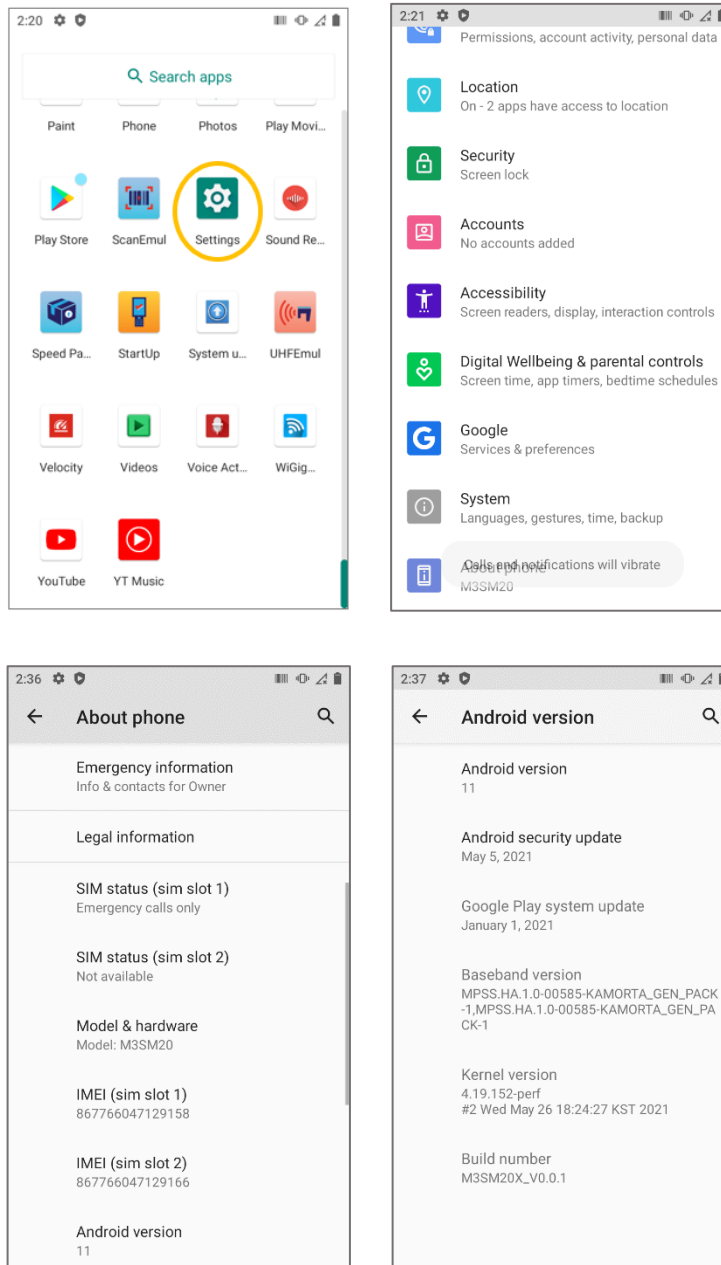 2:20
Search apps
Paint Phone Photos Play Movi...
Play Store ScanEmul Settings Sound Re...
Speed Pa... StartUp System u... UHFEmul
Velocity Videos Voice Act... WiGig...
YouTube YT Music
2:21
Permissions, account activity, personal data
Location
On - 2 apps have access to location
Security
Screen lock
Accounts
No accounts added
Accessibility
Screen readers, display, interaction controls
Digital Wellbeing & parental controls
Screen time, app timers, bedtime schedules
Google
Services & preferences
System
Languages, gestures, time, backup
About phone
Calls and notifications will vibrate
M3SM20
2:36
About phone
Emergency information
Info & contacts for Owner
Legal information
SIM status (sim slot 1)
Emergency calls only
SIM status (sim slot 2)
Not available
Model & hardware
Model: M3SM20
IMEI (sim slot 1)
867766047129158
IMEI (sim slot 2)
867766047129166
Android version
11
2:37
Android version
Android version
11
Android security update
May 5, 2021
Google Play system update
January 1, 2021
Baseband version
MPSS.HA.1.0-00585-KAMORTA_GEN_PACK
-1,MPSS.HA.1.0-00585-KAMORTA_GEN_PA
CK-1
Kernel version
4.19.152-perf
#2 Wed May 26 18:24:27 KST 2021
Build number
M3SM20X_V0.0.1